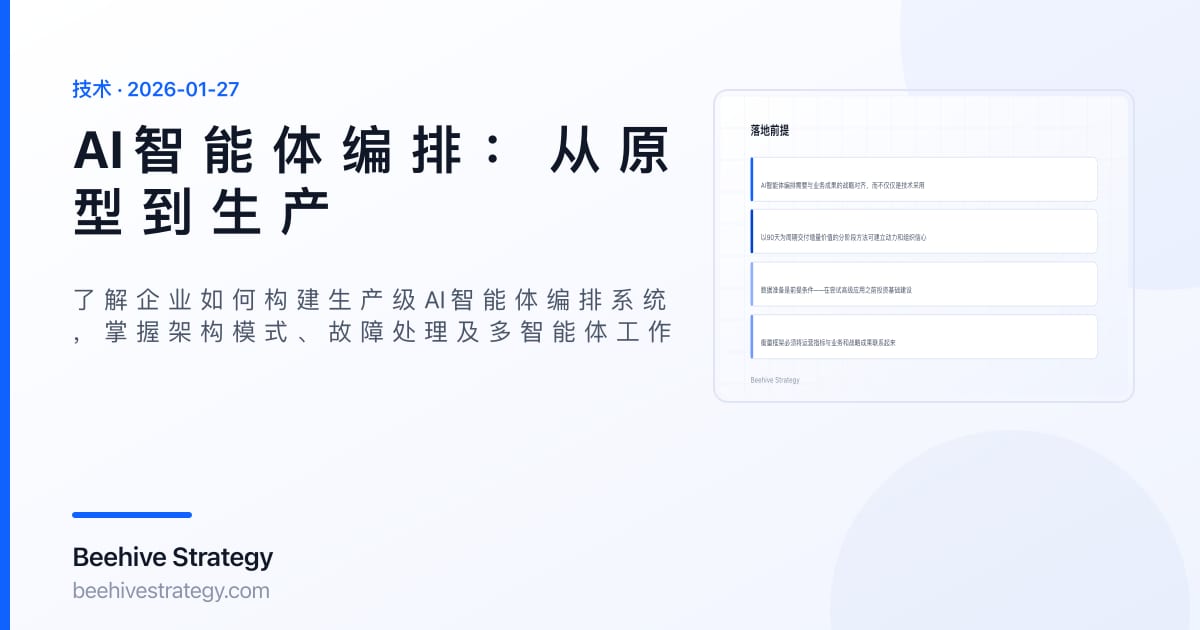 技术 · 2026-01-27
AI智能体编排：从原
型到生产
了解企业如何构建生产级AI智能体编排系统
，掌握架构模式、故障处理及多智能体工作
落地前提
AI智能体编排需要与业务成果的战略对齐，而不仅仅是技术采用
以90天为周期交付增量价值的分阶段方法可建立动力和组织信心
数据准备是前提条件——在尝试高级应用之前投资基础建设
衡量框架必须将运营指标与业务和战略成果联系起来
Beehive Strategy
Beehive Strategy
beehivestrategy.com